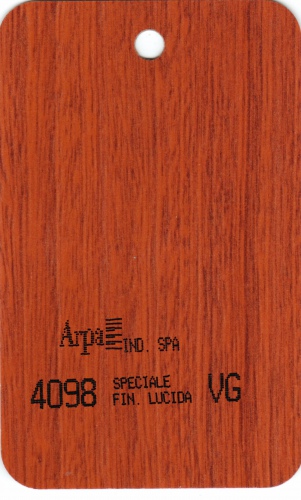 Arpa IND. SPA
4098 SPECIALE FIN. LUCIDA VG